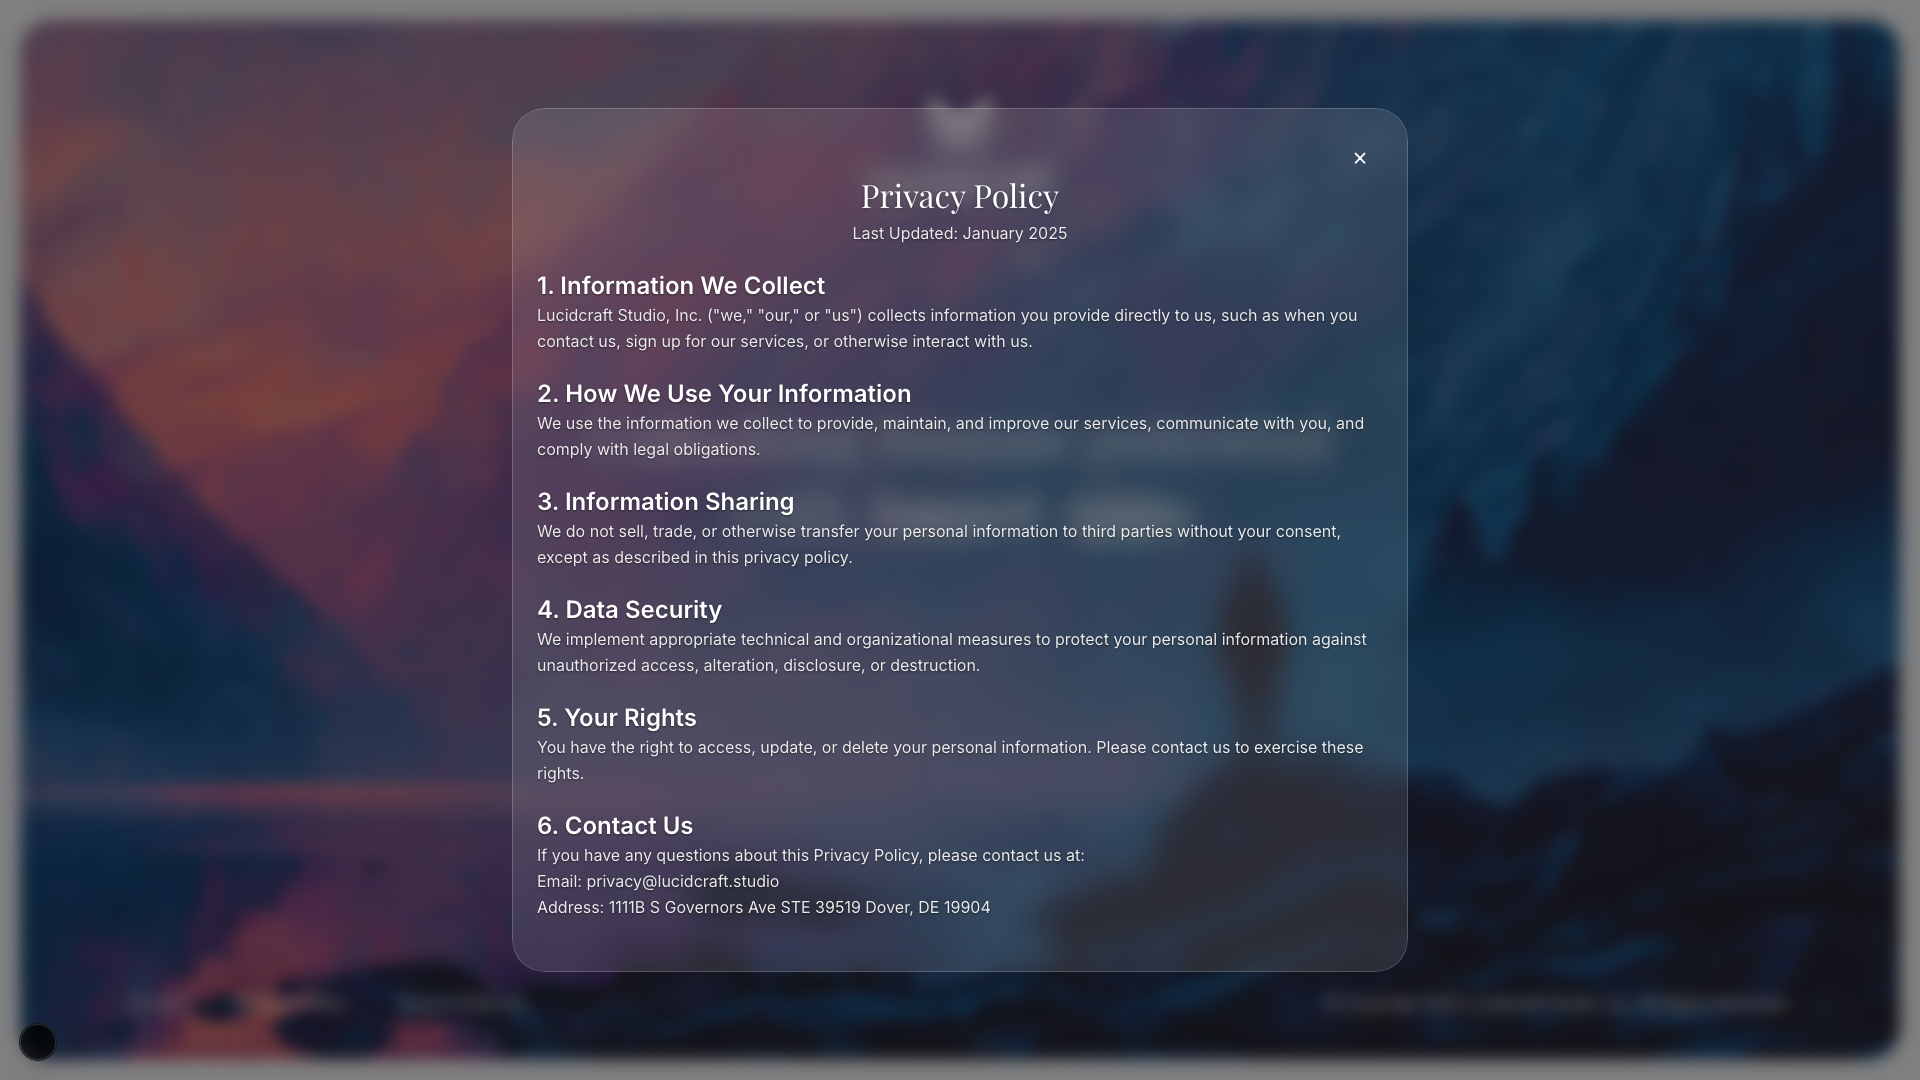 ×
Privacy Policy
Last Updated: January 2025
1. Information We Collect
Lucidcraft Studio, Inc. ("we," "our," or "us") collects information you provide directly to us, such as when you
contact us, sign up for our services, or otherwise interact with us.
2. How We Use Your Information
We use the information we collect to provide, maintain, and improve our services, communicate with you, and
comply with legal obligations.
3. Information Sharing
We do not sell, trade, or otherwise transfer your personal information to third parties without your consent,
except as described in this privacy policy.
4. Data Security
We implement appropriate technical and organizational measures to protect your personal information against
unauthorized access, alteration, disclosure, or destruction.
5. Your Rights
You have the right to access, update, or delete your personal information. Please contact us to exercise these
rights.
6. Contact Us
If you have any questions about this Privacy Policy, please contact us at:
Email: privacy@lucidcraft.studio
Address: 1111B S Governors Ave STE 39519 Dover, DE 19904